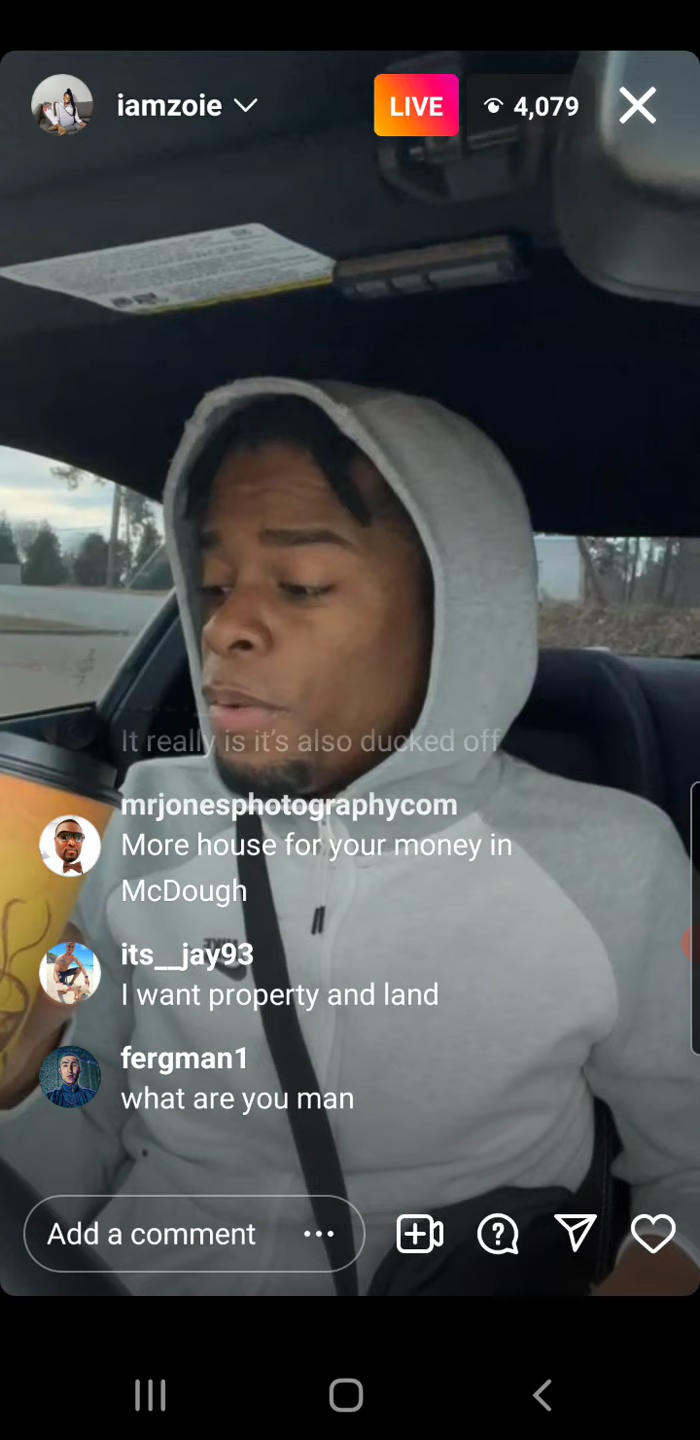 iamzoie
LIVE
4,079
It really is it’s also ducked off
mrjonesphotographycom
More house for your money in
McDough
its__jay93
I want property and land
fergman1
what are you man
Add a comment